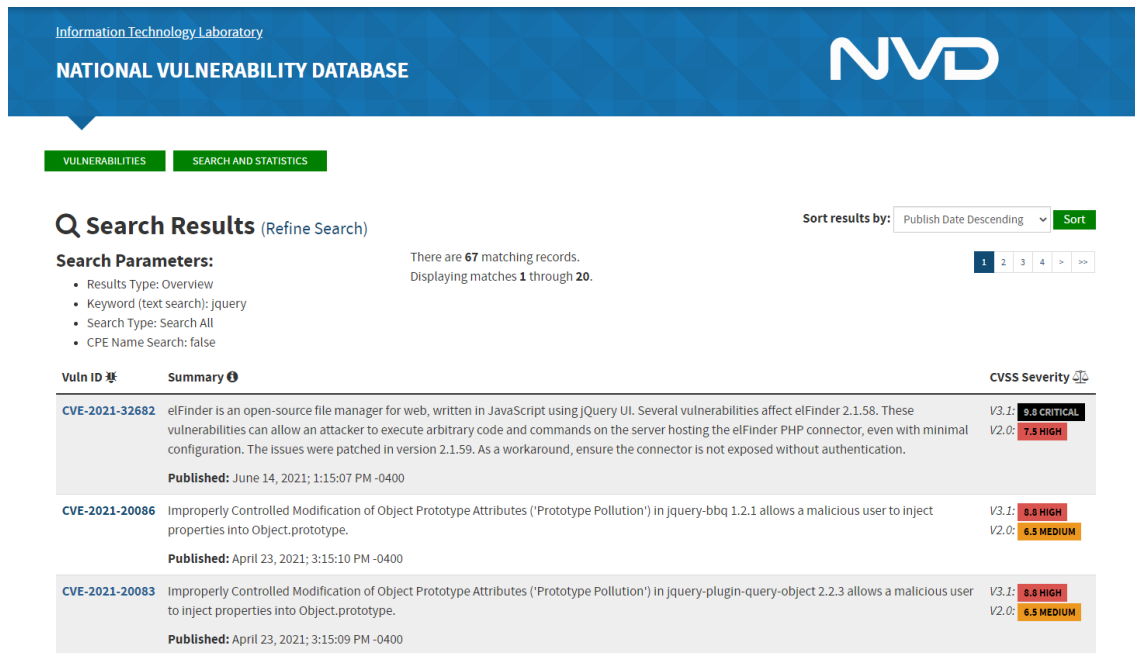 Information Technology Laboratory
NATIONAL VULNERABILITY DATABASE
NVD
VULNERABILITIES
SEARCH AND STATISTICS
Search Results (Refine Search)
Sort results by: Publish Date Descending Sort
Search Parameters:
• Results Type: Overview
• Keyword (text search): jquery
• Search Type: Search All
• CPE Name Search: false
There are 67 matching records.
Displaying matches 1 through 20.
1 2 3 4 > >>
Vuln ID Summary CVSS Severity
CVE-2021-32682
elFinder is an open-source file manager for web, written in JavaScript using jQuery UI. Several vulnerabilities affect elFinder 2.1.58. These
vulnerabilities can allow an attacker to execute arbitrary code and commands on the server hosting the elFinder PHP connector, even with minimal
configuration. The issues were patched in version 2.1.59. As a workaround, ensure the connector is not exposed without authentication.
Published: June 14, 2021; 1:15:07 PM -0400
V3.1: 9.8 CRITICAL
V2.0: 7.5 HIGH
CVE-2021-20086
Improperly Controlled Modification of Object Prototype Attributes ('Prototype Pollution') in jquery-bbq 1.2.1 allows a malicious user to inject
properties into Object.prototype.
Published: April 23, 2021; 3:15:10 PM -0400
V3.1: 8.8 HIGH
V2.0: 6.5 MEDIUM
CVE-2021-20083
Improperly Controlled Modification of Object Prototype Attributes ('Prototype Pollution') in jquery-plugin-query-object 2.2.3 allows a malicious user
to inject properties into Object.prototype.
Published: April 23, 2021; 3:15:09 PM -0400
V3.1: 8.8 HIGH
V2.0: 6.5 MEDIUM